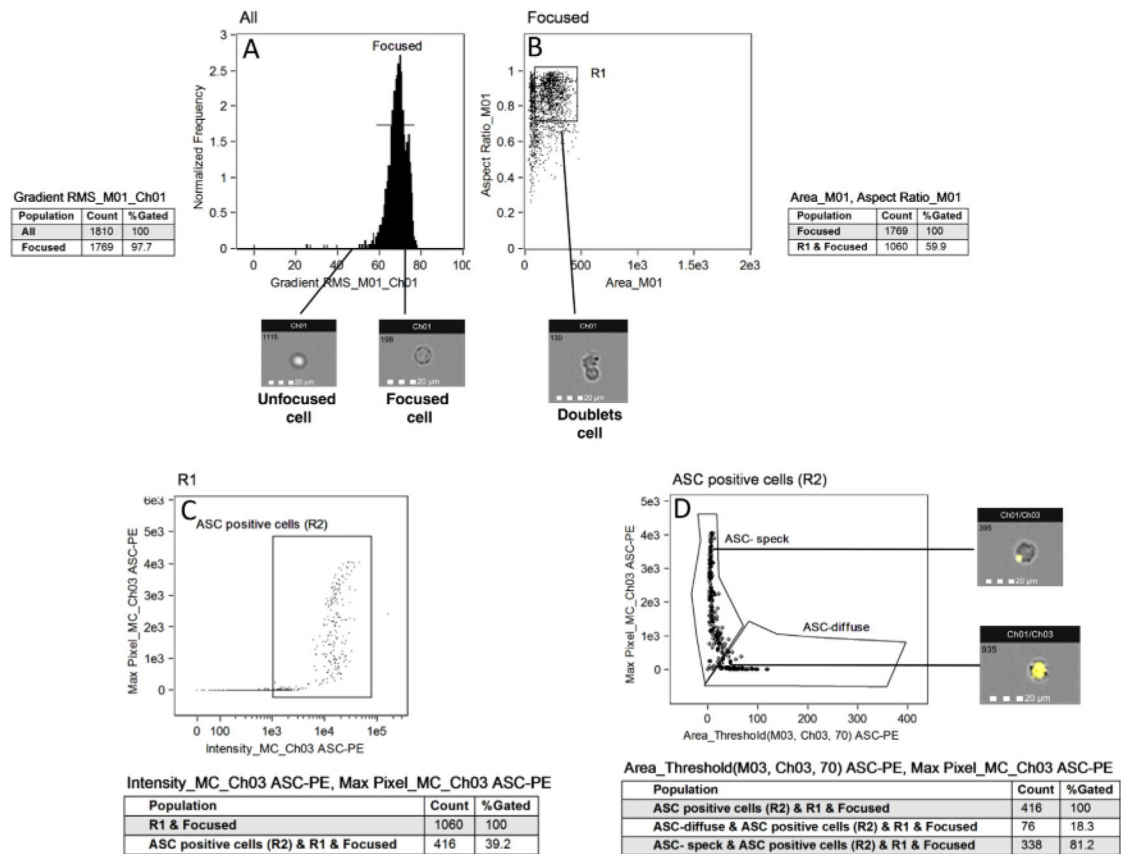 All
A
Focused
Normalized Frequency
3
2.5
2
1.5
1
0.5
0
0 20 40 60 80 100
Gradient RMS_M01_Ch01
Gradient RMS_M01_Ch01
Population Count %Gated
All 1810 100
Focused 1769 97.7
Ch01
1115
20 µm
Unfocused
cell
Ch01
198
20 µm
Focused
cell
Focused
B
R1
Aspect Ratio_M01
1
0.8
0.6
0.4
0.2
0
0 500 1e3 1.5e3 2e3
Area_M01
Area_M01, Aspect Ratio_M01
Population Count %Gated
Focused 1769 100
R1 & Focused 1060 59.9
Ch01
130
20 µm
Doublets
cell
R1
C
ASC positive cells (R2)
Max Pixel_MC_Ch03 ASC-PE
6e3
5e3
4e3
3e3
2e3
1e3
0
0 100 1e3 1e4 1e5
Intensity_MC_Ch03 ASC-PE
Intensity_MC_Ch03 ASC-PE, Max Pixel_MC_Ch03 ASC-PE
Population Count %Gated
R1 & Focused 1060 100
ASC positive cells (R2) & R1 & Focused 416 39.2
ASC positive cells (R2)
D
ASC- speck
ASC-diffuse
Max Pixel_MC_Ch03 ASC-PE
5e3
4e3
3e3
2e3
1e3
0
0 100 200 300 400
Area_Threshold(M03, Ch03, 70) ASC-PE
Ch01/Ch03
395
20 µm
Ch01/Ch03
935
20 µm
Area_Threshold(M03, Ch03, 70) ASC-PE, Max Pixel_MC_Ch03 ASC-PE
Population Count %Gated
ASC positive cells (R2) & R1 & Focused 416 100
ASC-diffuse & ASC positive cells (R2) & R1 & Focused 76 18.3
ASC- speck & ASC positive cells (R2) & R1 & Focused 338 81.2